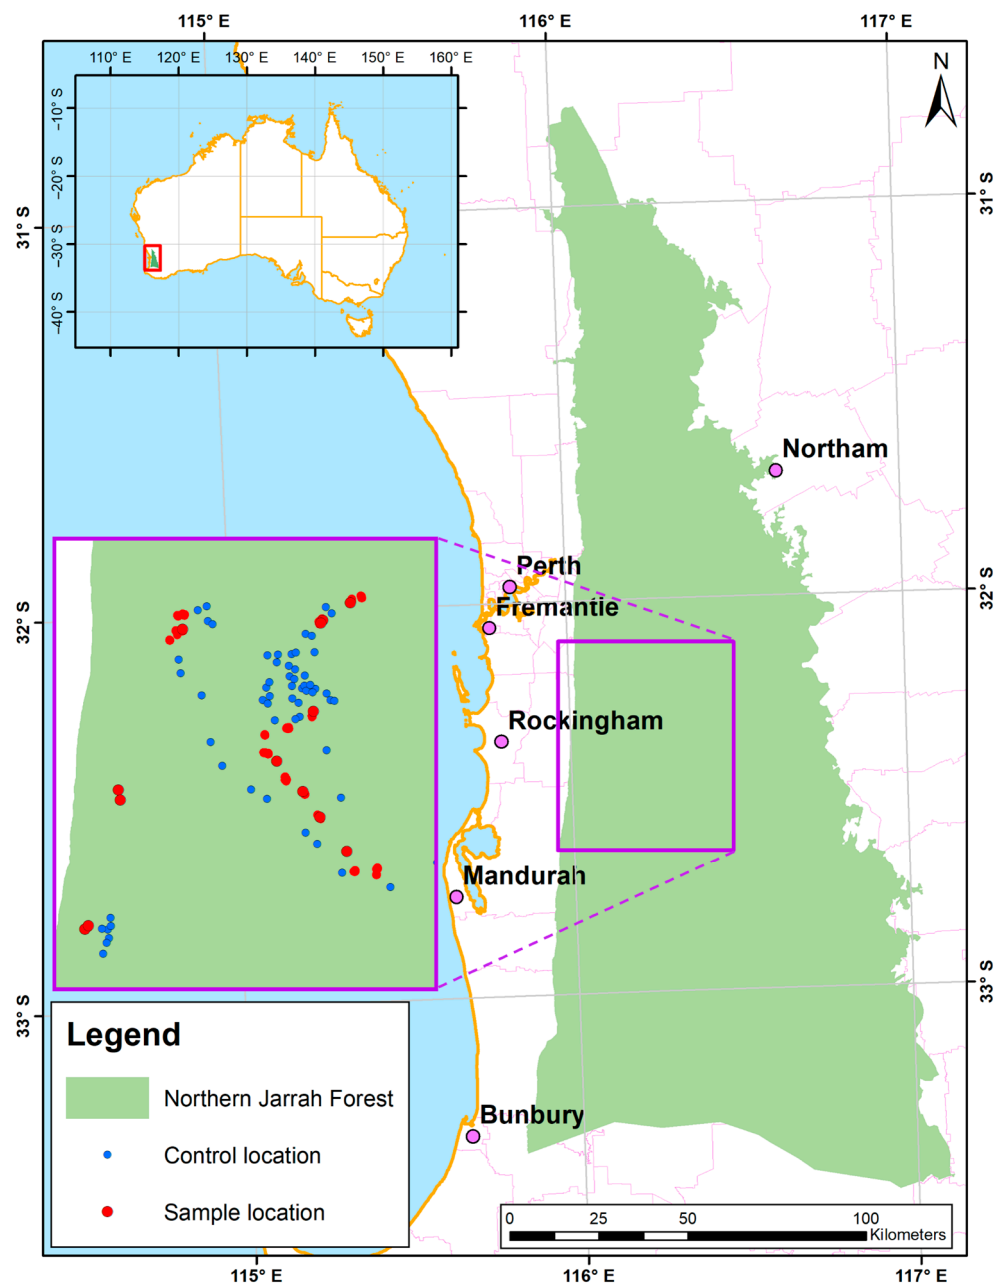 115° E 116° E 117° E
N
110° E 120° E 130° E 140° E 150° E 160° E
−10° S
−20° S
−30° S
−40° S
31° S
31° S
Northam
Perth
Fremantie
32° S
32° S
Rockingham
Mandurah
33° S
33° S
Bunbury
Legend
Northern Jarrah Forest
Control location
Sample location
0 25 50 100
Kilometers
115° E 116° E 117° E